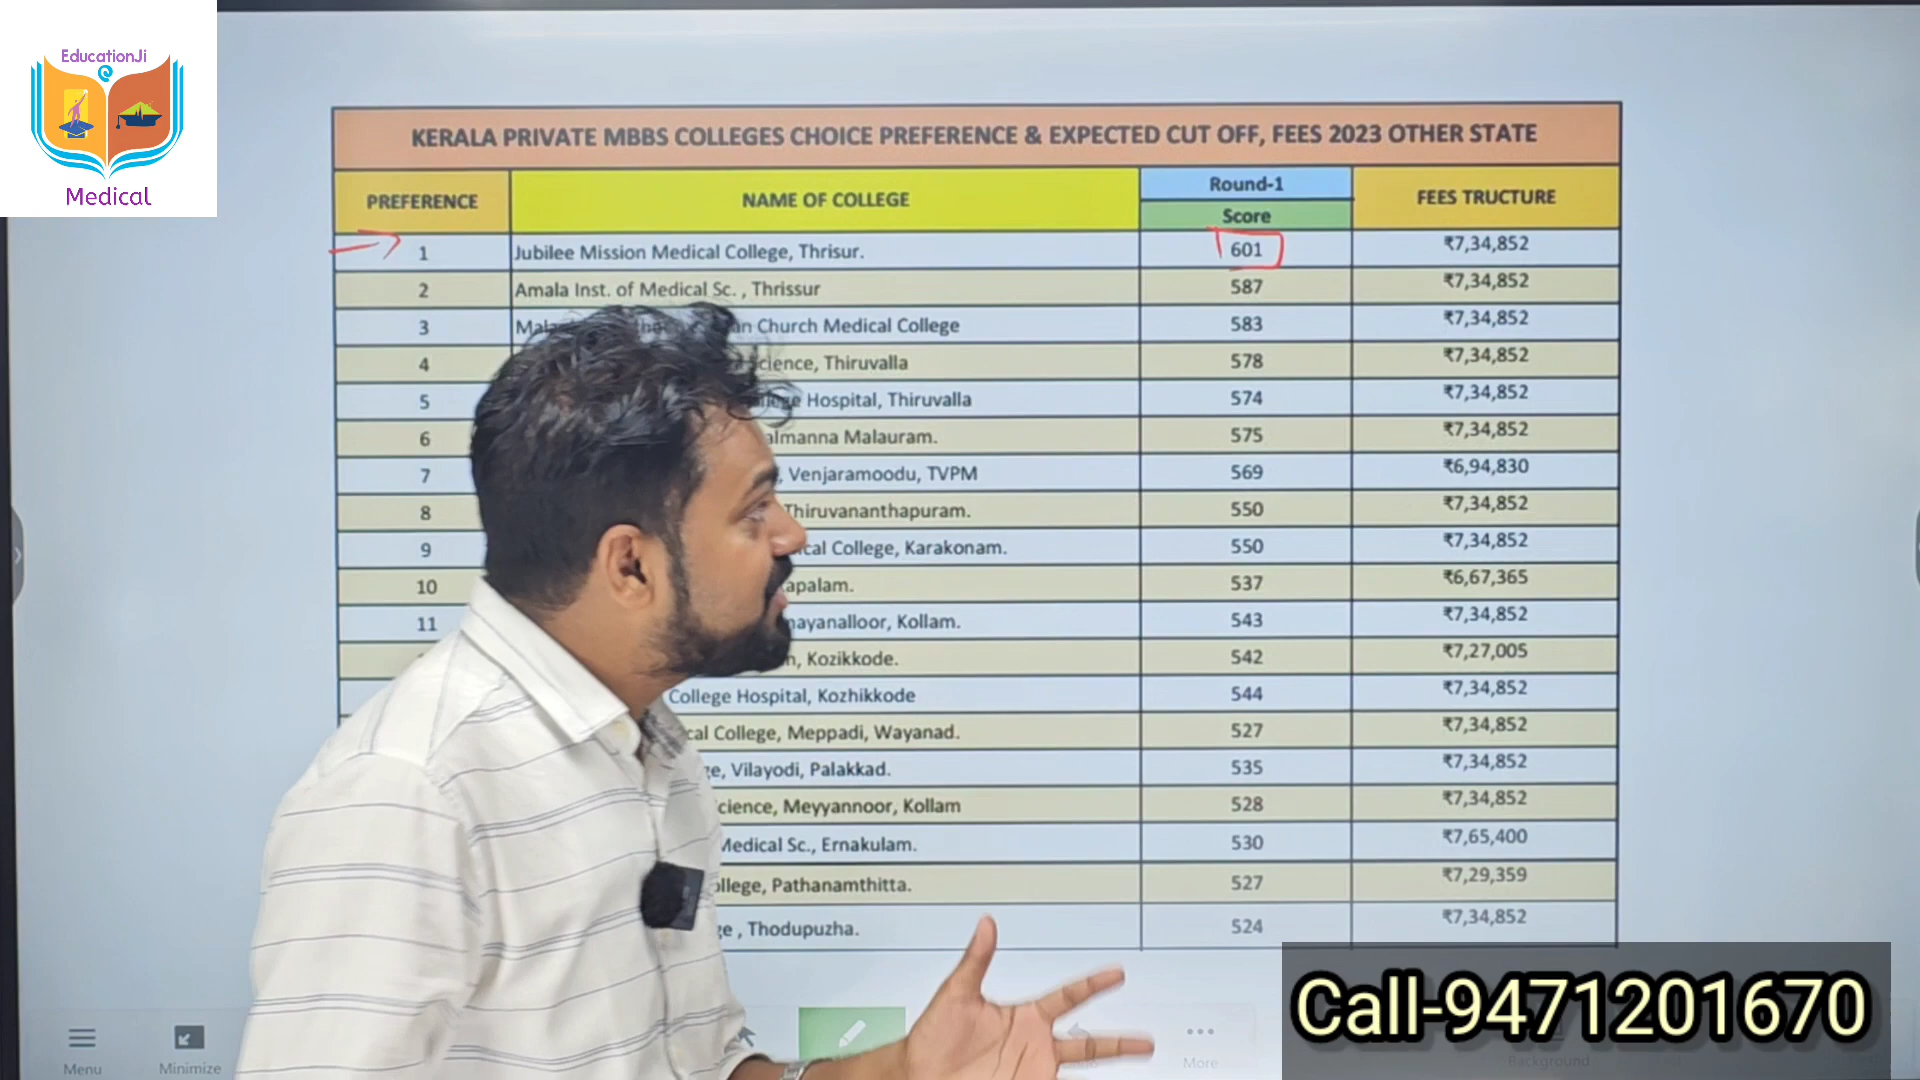 EducationJi
Medical
KERALA PRIVATE MBBS COLLEGES CHOICE PREFERENCE & EXPECTED CUT OFF, FEES 2023 OTHER STATE
PREFERENCE NAME OF COLLEGE Round-1 Score FEES TRUCTURE
1 Jubilee Mission Medical College, Thrisur. 601 ₹7,34,852
2 Amala Inst. of Medical Sc. , Thrissur 587 ₹7,34,852
3 Church Medical College 583 ₹7,34,852
4 Science, Thiruvalla 578 ₹7,34,852
5 Hospital, Thiruvalla 574 ₹7,34,852
6 Malauram. 575 ₹7,34,852
7 Venjaramoodu, TVPM 569 ₹6,94,830
8 Thiruvananthapuram. 550 ₹7,34,852
9 College, Karakonam. 550 ₹7,34,852
10 537 ₹6,67,365
11 Kollam. 543 ₹7,34,852
Kozikkode. 542 ₹7,27,005
College Hospital, Kozhikkode 544 ₹7,34,852
College, Meppadi, Wayanad. 527 ₹7,34,852
Vilayodi, Palakkad. 535 ₹7,34,852
Science, Meyyannoor, Kollam 528 ₹7,34,852
Medical Sc., Ernakulam. 530 ₹7,65,400
Pathanamthitta. 527 ₹7,29,359
, Thodupuzha. 524 ₹7,34,852
Call-9471201670
Menu Minimize More Background